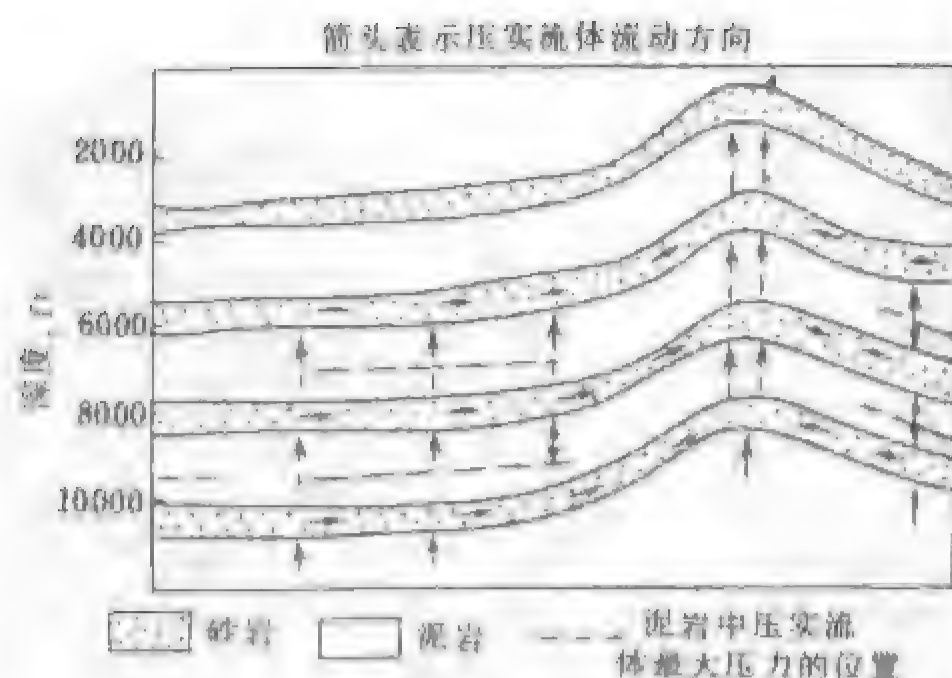 箭头表示压实流体流动方向
2000
4000
6000
8000
10000
深度，ft
砂岩
泥岩
泥岩中压实流
体最大压力的位置